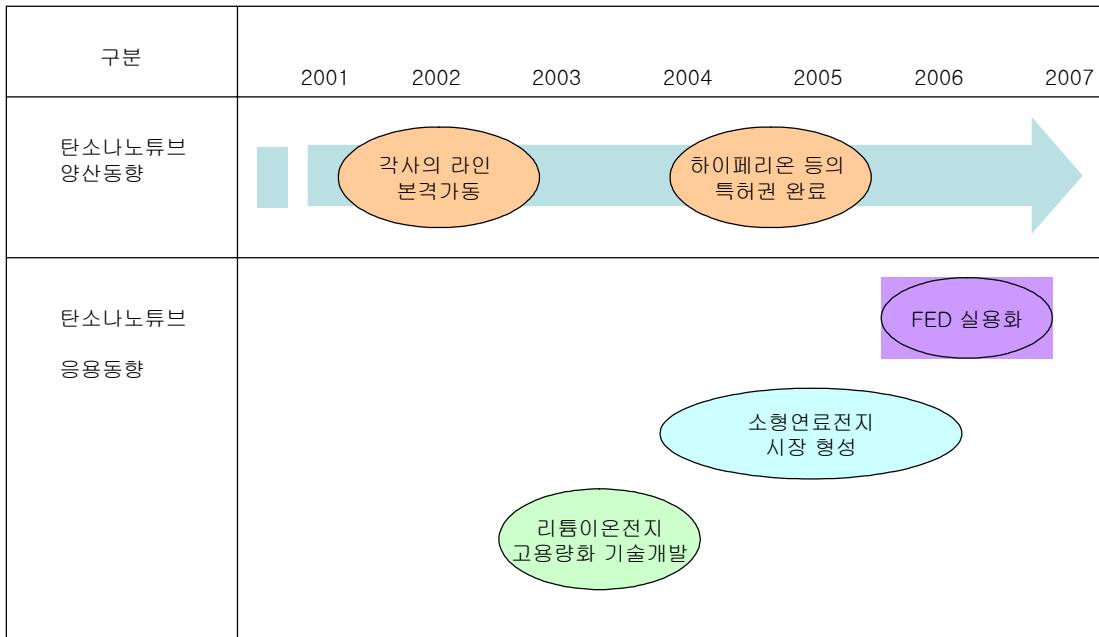 구분
2001 2002 2003 2004 2005 2006 2007
탄소나노튜브
양산동향
각사의 라인
본격가동
하이페리온 등의
특허권 완료
탄소나노튜브
응용동향
FED 실용화
소형연료전지
시장 형성
리튬이온전지
고용량화 기술개발